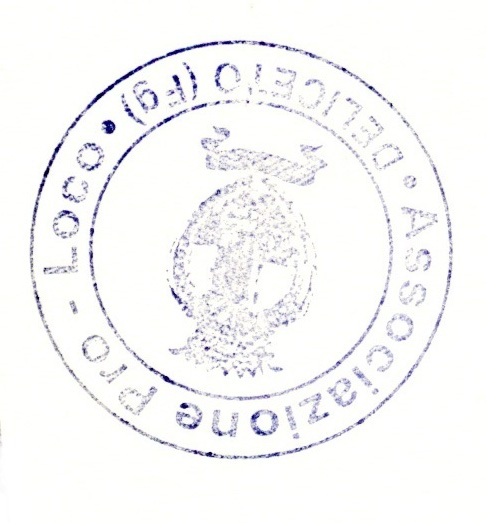 Associazione Pro - Loco
• DELICETO (Fg) •